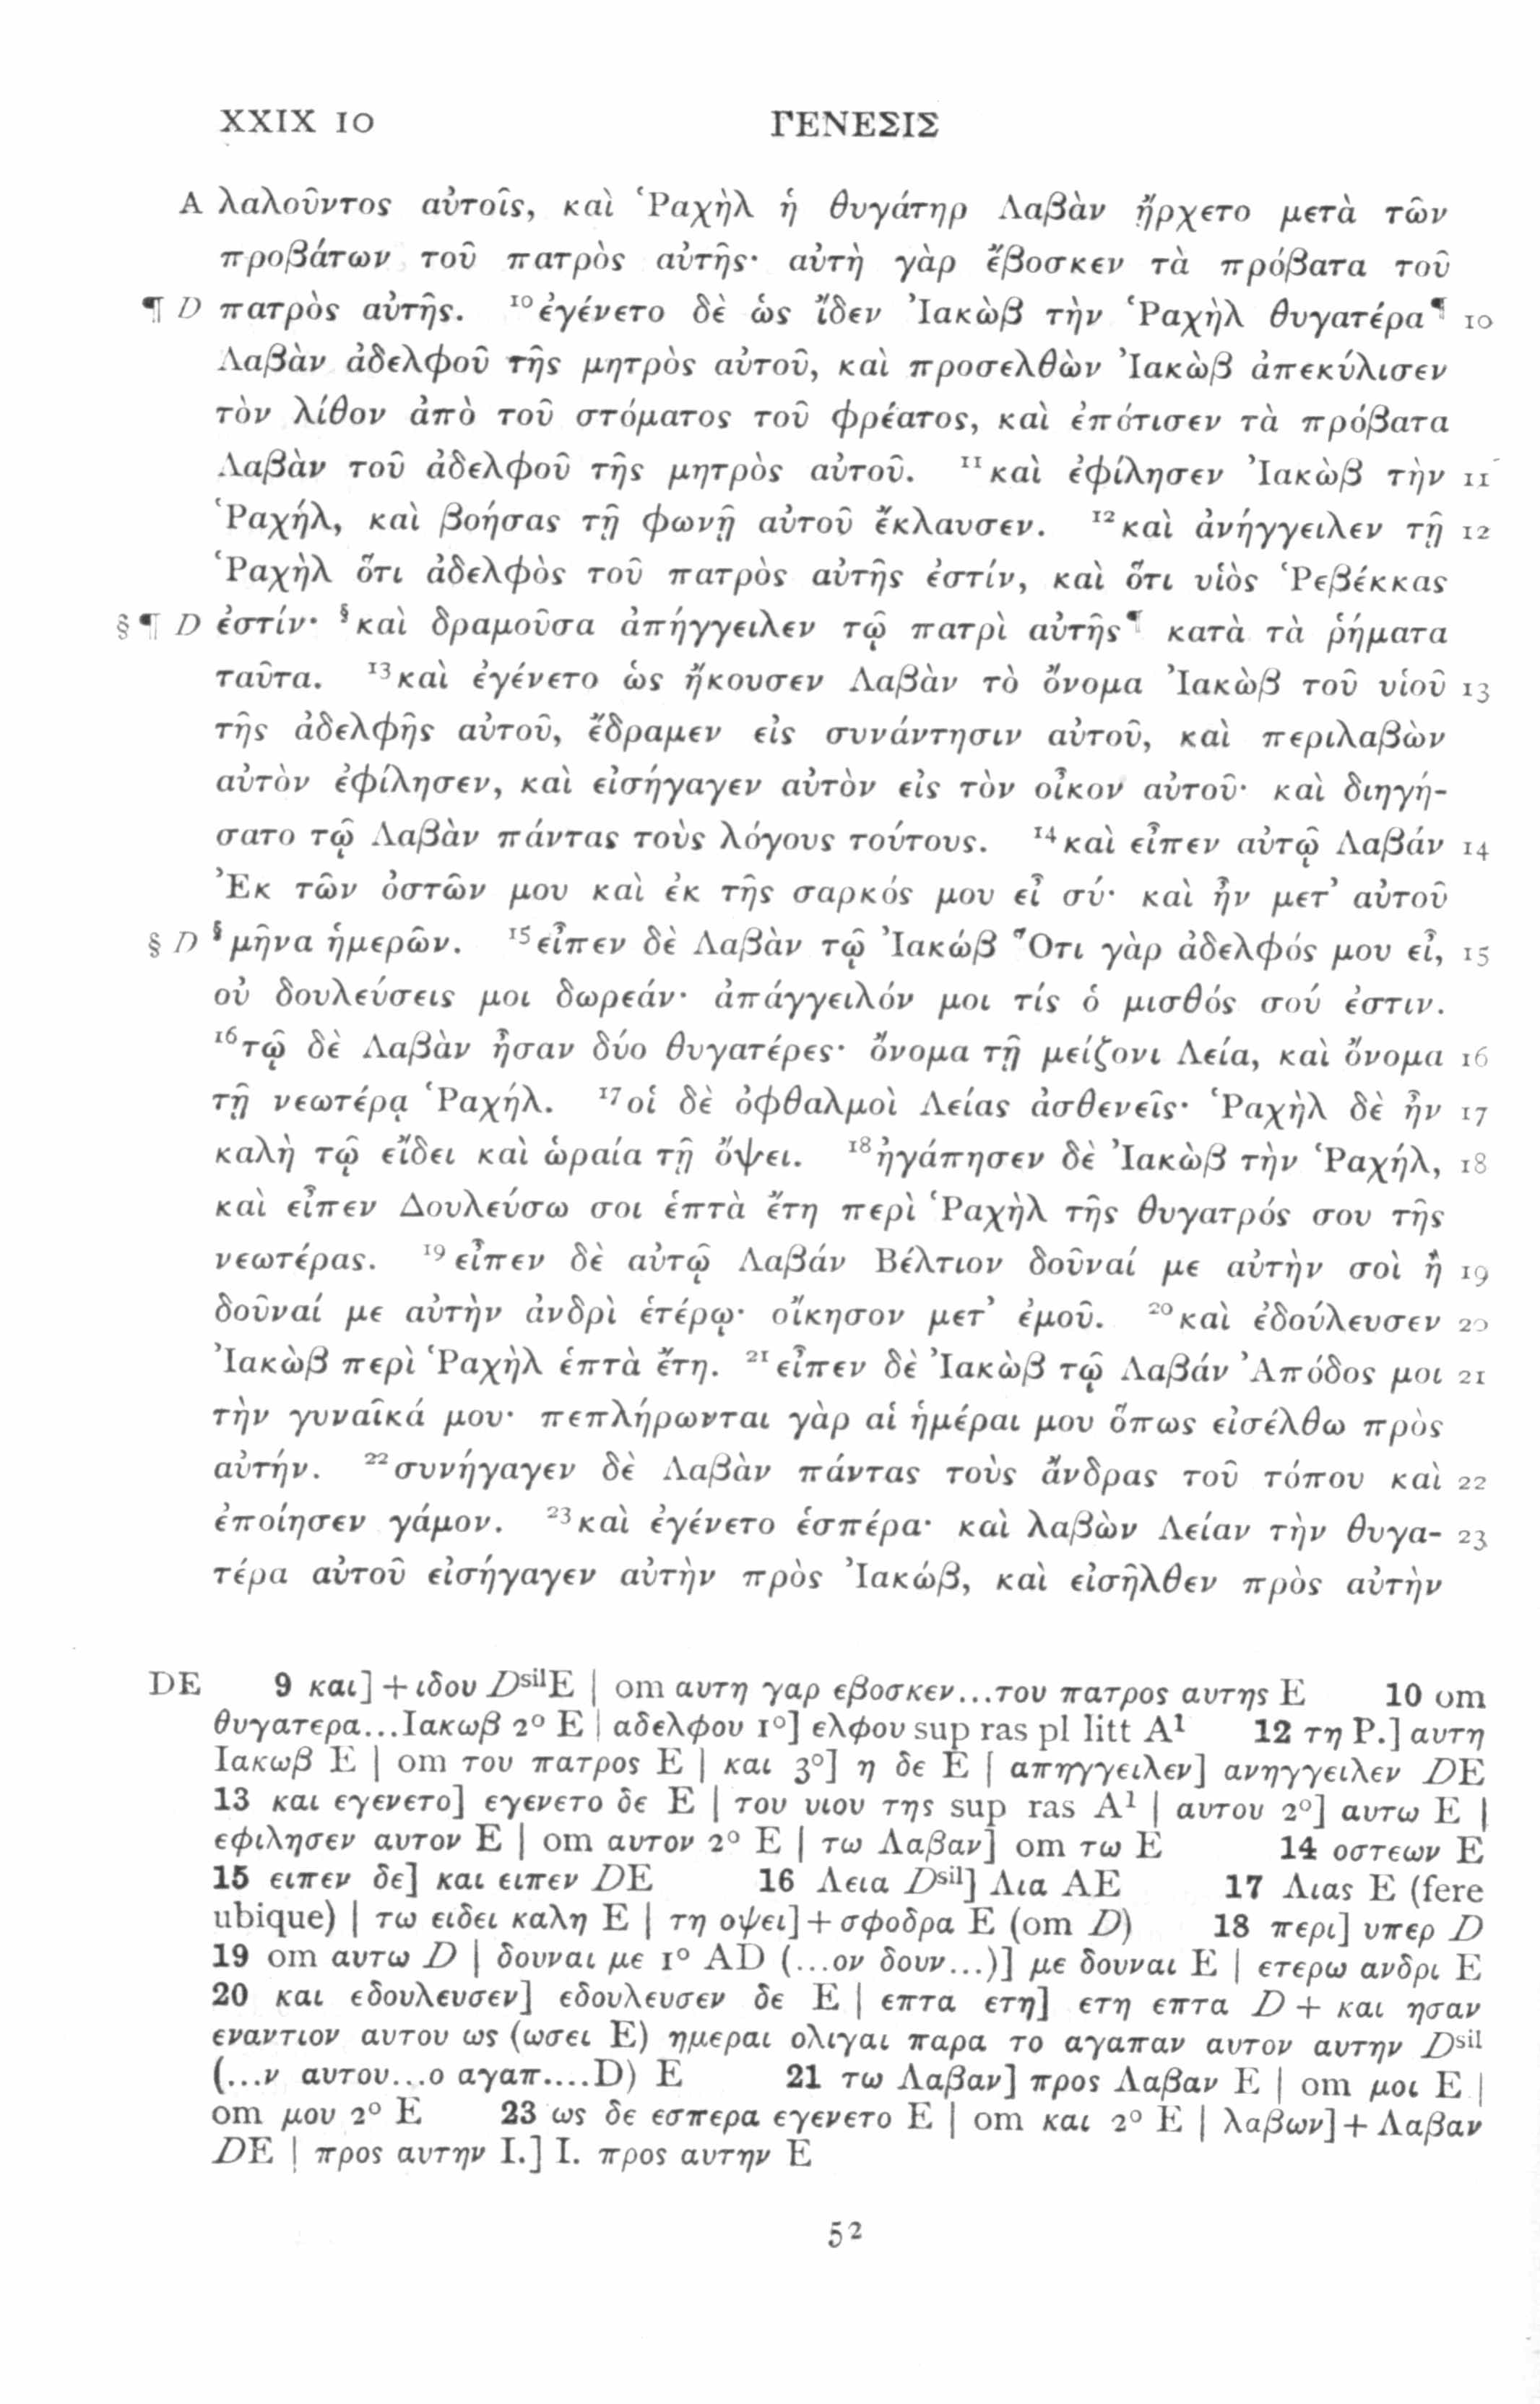 XXIX 10 ΓΕΝΕΣΙΣ
A λαλοῦντος αὐτοῖς, καὶ Ῥαχὴλ ἡ θυγάτηρ Λαβὰν ἤρχετο μετὰ τῶν
προβάτων τοῦ πατρὸς αὐτῆς· αὐτὴ γὰρ ἔβοσκεν τὰ πρόβατα τοῦ
¶ D πατρὸς αὐτῆς. ¹⁰ἐγένετο δὲ ὡς ἴδεν Ἰακὼβ τὴν Ῥαχὴλ θυγατέρα¶ 10
Λαβὰν ἀδελφοῦ τῆς μητρὸς αὐτοῦ, καὶ προσελθὼν Ἰακὼβ ἀπεκύλισεν
τὸν λίθον ἀπὸ τοῦ στόματος τοῦ φρέατος, καὶ ἐπότισεν τὰ πρόβατα
Λαβὰν τοῦ ἀδελφοῦ τῆς μητρὸς αὐτοῦ. ¹¹καὶ ἐφίλησεν Ἰακὼβ τὴν 11
Ῥαχήλ, καὶ βοήσας τῇ φωνῇ αὐτοῦ ἔκλαυσεν. ¹²καὶ ἀνήγγειλεν τῇ 12
Ῥαχὴλ ὅτι ἀδελφὸς τοῦ πατρὸς αὐτῆς ἐστίν, καὶ ὅτι υἱὸς Ῥεβέκκας
§ ¶ D ἐστίν· §καὶ δραμοῦσα ἀπήγγειλεν τῷ πατρὶ αὐτῆς¶ κατὰ τὰ ῥήματα
ταῦτα. ¹³καὶ ἐγένετο ὡς ἤκουσεν Λαβὰν τὸ ὄνομα Ἰακὼβ τοῦ υἱοῦ 13
τῆς ἀδελφῆς αὐτοῦ, ἔδραμεν εἰς συνάντησιν αὐτοῦ, καὶ περιλαβὼν
αὐτὸν ἐφίλησεν, καὶ εἰσήγαγεν αὐτὸν εἰς τὸν οἶκον αὐτοῦ· καὶ διηγή-
σατο τῷ Λαβὰν πάντας τοὺς λόγους τούτους. ¹⁴καὶ εἶπεν αὐτῷ Λαβάν 14
Ἐκ τῶν ὀστῶν μου καὶ ἐκ τῆς σαρκός μου εἶ σύ· καὶ ἦν μετ᾿ αὐτοῦ
§ D §μῆνα ἡμερῶν. ¹⁵εἶπεν δὲ Λαβὰν τῷ Ἰακώβ Ὅτι γὰρ ἀδελφός μου εἶ, 15
οὐ δουλεύσεις μοι δωρεάν· ἀπάγγειλόν μοι τίς ὁ μισθός σού ἐστιν.
¹⁶τῷ δὲ Λαβὰν ἦσαν δύο θυγατέρες· ὄνομα τῇ μείζονι Λεία, καὶ ὄνομα 16
τῇ νεωτέρᾳ Ῥαχήλ. ¹⁷οἱ δὲ ὀφθαλμοὶ Λείας ἀσθενεῖς· Ῥαχὴλ δὲ ἦν 17
καλὴ τῷ εἴδει καὶ ὡραία τῇ ὄψει. ¹⁸ἠγάπησεν δὲ Ἰακὼβ τὴν Ῥαχήλ, 18
καὶ εἶπεν Δουλεύσω σοι ἑπτὰ ἔτη περὶ Ῥαχὴλ τῆς θυγατρός σου τῆς
νεωτέρας. ¹⁹εἶπεν δὲ αὐτῷ Λαβάν Βέλτιον δοῦναί με αὐτὴν σοὶ ἢ 19
δοῦναί με αὐτὴν ἀνδρὶ ἑτέρῳ· οἴκησον μετ᾿ ἐμοῦ. ²⁰καὶ ἐδούλευσεν 20
Ἰακὼβ περὶ Ῥαχὴλ ἑπτὰ ἔτη. ²¹εἶπεν δὲ Ἰακὼβ τῷ Λαβάν Ἀπόδος μοι 21
τὴν γυναῖκά μου· πεπλήρωνται γὰρ αἱ ἡμέραι μου ὅπως εἰσέλθω πρὸς
αὐτήν. ²²συνήγαγεν δὲ Λαβὰν πάντας τοὺς ἄνδρας τοῦ τόπου καὶ 22
ἐποίησεν γάμον. ²³καὶ ἐγένετο ἑσπέρα· καὶ λαβὼν Λείαν τὴν θυγα- 23
τέρα αὐτοῦ εἰσήγαγεν αὐτὴν πρὸς Ἰακώβ, καὶ εἰσῆλθεν πρὸς αὐτὴν
DE 9 και] + ιδου Dˢⁱˡ E | om αυτη γαρ εβοσκεν...του πατρος αυτης E 10 om
θυγατερα...Ιακωβ 2° E | αδελφου 1°] ελφου sup ras pl litt A¹ 12 τη Ρ.] αυτη
Ιακωβ E | om του πατρος E | και 3°] η δε E | απηγγειλεν] ανηγγειλεν DE
13 και εγενετο] εγενετο δε E | του υιου της sup ras A¹ | αυτου 2°] αυτω E |
εφιλησεν αυτον E | om αυτον 2° E | τω Λαβαν] om τω E 14 οστεων E
15 ειπεν δε] και ειπεν DE 16 Λεια Dˢⁱˡ] Λια AE 17 Λιας E (fere
ubique) | τω ειδει καλη E | τη οψει] + σφοδρα E (om D) 18 περι] υπερ D
19 om αυτω D | δουναι με 1° AD (...ον δουν...)] με δουναι E | ετερω ανδρι E
20 και εδουλευσεν] εδουλευσεν δε E | επτα ετη] ετη επτα D + και ησαν
εναντιον αυτου ως (ωσει E) ημεραι ολιγαι παρα το αγαπαν αυτον αυτην Dˢⁱˡ
(...ν αυτου...ο αγαπ....D) E 21 τω Λαβαν] προς Λαβαν E | om μοι E |
om μου 2° E 23 ως δε εσπερα εγενετο E | om και 2° E | λαβων] + Λαβαν
DE | προς αυτην Ι.] Ι. προς αυτην E
52